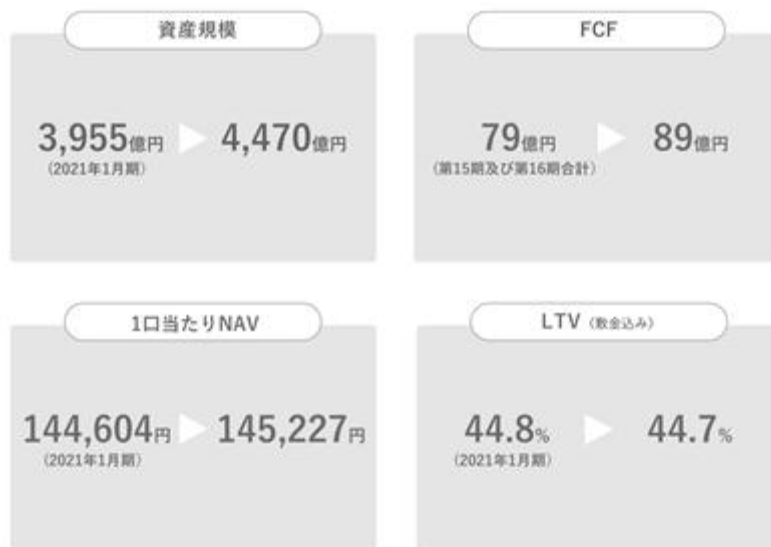 資産規模
3,955億円 4,470億円
(2021年1月期)
FCF
79億円 89億円
(第15期及び第16期合計)
1口当たりNAV
144,604円 145,227円
(2021年1月期)
LTV (敷金込み)
44.8% 44.7%
(2021年1月期)